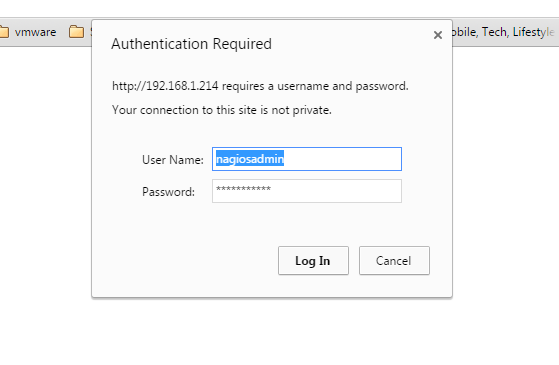 vmware
obile, Tech, Lifestyle
Authentication Required
http://192.168.1.214 requires a username and password.
Your connection to this site is not private.
User Name: nagiosadmin
Password: ***********
Log In Cancel